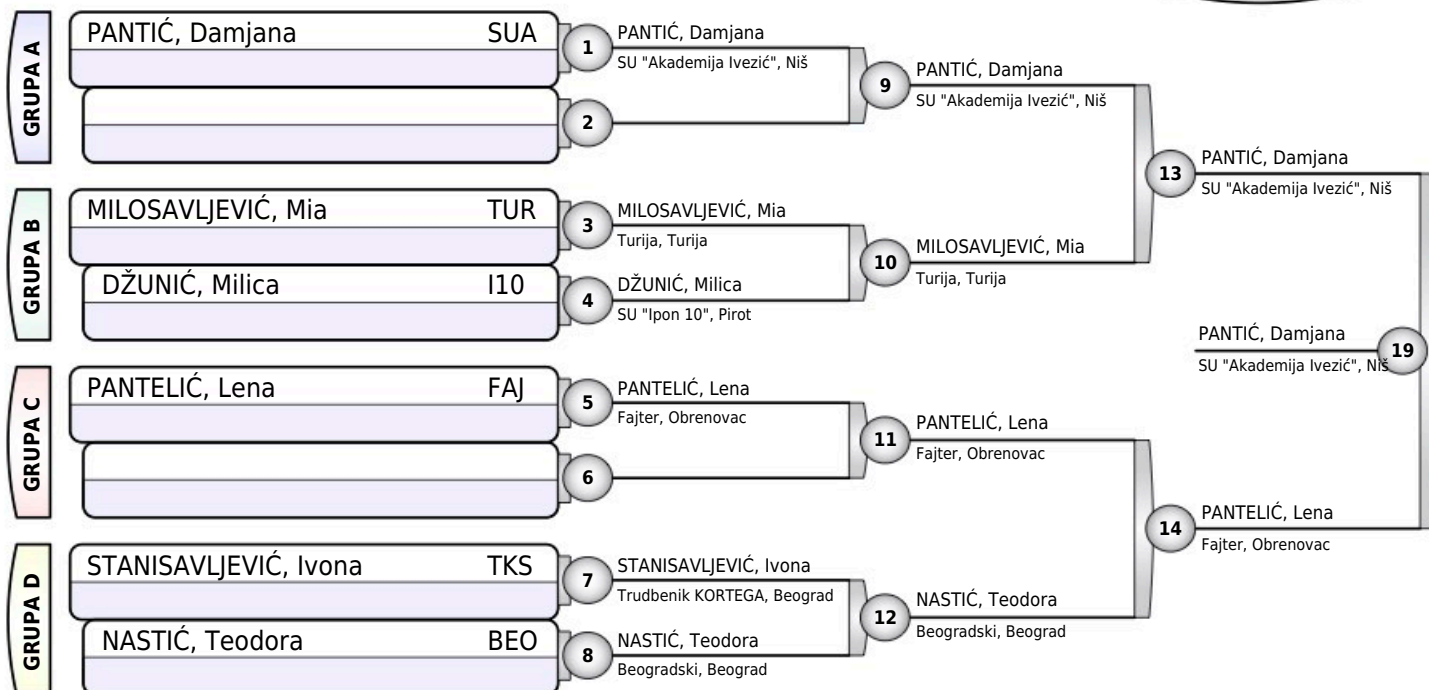 GRUPA A
PANTIĆ, Damjana SUA
1
PANTIĆ, Damjana
SU "Akademija Ivezić", Niš
2
9
PANTIĆ, Damjana
SU "Akademija Ivezić", Niš
13
PANTIĆ, Damjana
SU "Akademija Ivezić", Niš
GRUPA B
MILOSAVLJEVIĆ, Mia TUR
3
MILOSAVLJEVIĆ, Mia
Turija, Turija
DŽUNIĆ, Milica I10
4
DŽUNIĆ, Milica
SU "Ipon 10", Pirot
10
MILOSAVLJEVIĆ, Mia
Turija, Turija
PANTIĆ, Damjana
SU "Akademija Ivezić", Niš
19
GRUPA C
PANTELIĆ, Lena FAJ
5
PANTELIĆ, Lena
Fajter, Obrenovac
6
11
PANTELIĆ, Lena
Fajter, Obrenovac
14
PANTELIĆ, Lena
Fajter, Obrenovac
GRUPA D
STANISAVLJEVIĆ, Ivona TKS
7
STANISAVLJEVIĆ, Ivona
Trudbenik KORTEGA, Beograd
NASTIĆ, Teodora BEO
8
NASTIĆ, Teodora
Beogradski, Beograd
12
NASTIĆ, Teodora
Beogradski, Beograd